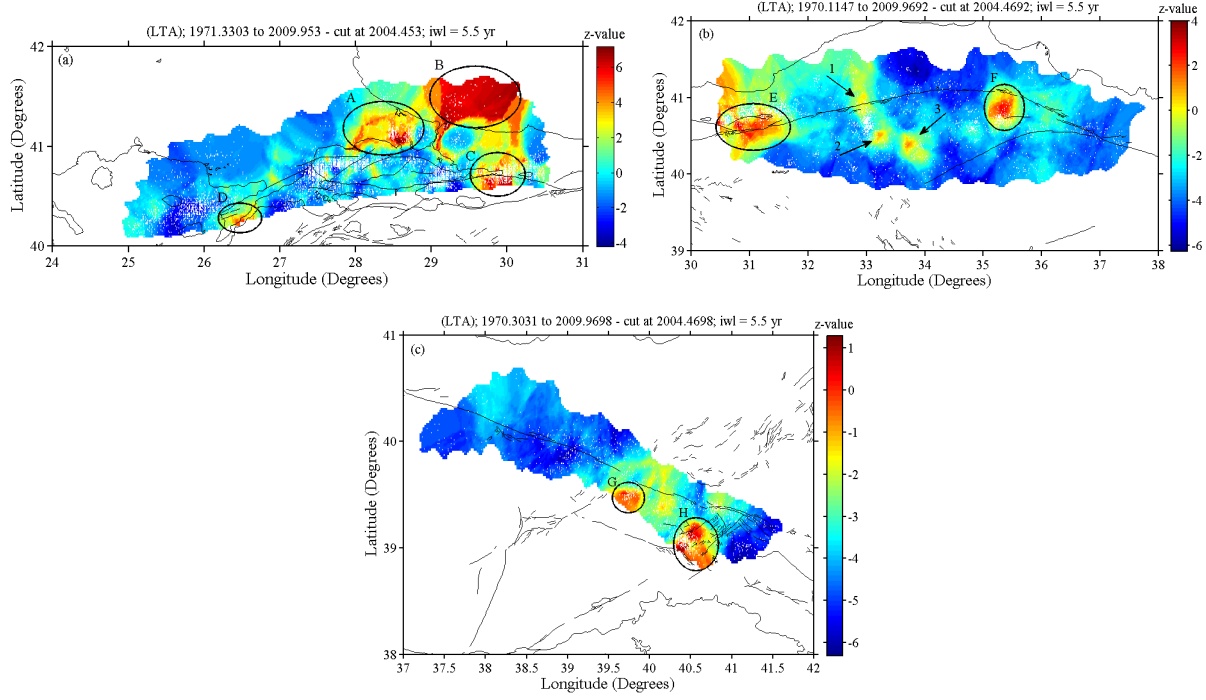 (LTA); 1971.3303 to 2009.953 - cut at 2004.453; iwl = 5.5 yr
z-value
(a)
42
41
40
Latitude (Degrees)
A
B
C
D
6
4
2
0
-2
-4
24 25 26 27 28 29 30 31
Longitude (Degrees)
(LTA); 1970.1147 to 2009.9692 - cut at 2004.4692; iwl = 5.5 yr
z-value
(b)
42
41
40
39
Latitude (Degrees)
1
2
3
E
F
4
2
0
-2
-4
-6
30 31 32 33 34 35 36 37 38
Longitude (Degrees)
(LTA); 1970.3031 to 2009.9698 - cut at 2004.4698; iwl = 5.5 yr
z-value
(c)
41
40
39
38
Latitude (Degrees)
G
H
1
0
-1
-2
-3
-4
-5
-6
37 37.5 38 38.5 39 39.5 40 40.5 41 41.5 42
Longitude (Degrees)